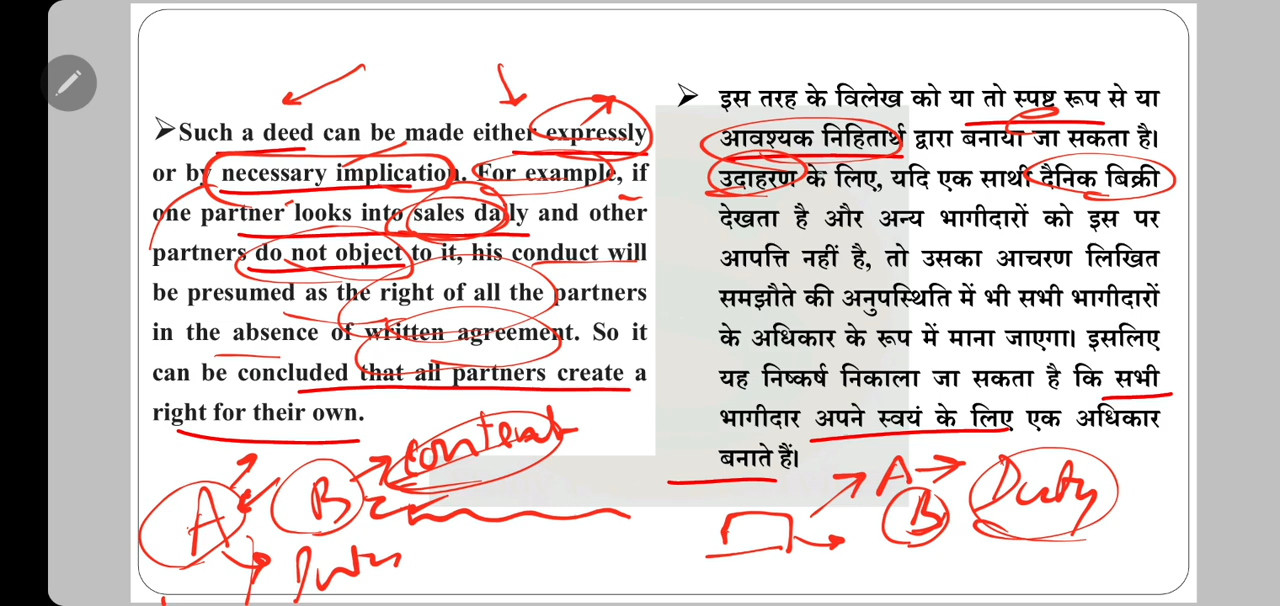 ➤Such a deed can be made either expressly
or by necessary implication. For example, if
one partner looks into sales daily and other
partners do not object to it, his conduct will
be presumed as the right of all the partners
in the absence of written agreement. So it
can be concluded that all partners create a
right for their own.
➤ इस तरह के विलेख को या तो स्पष्ट रूप से या
आवश्यक निहितार्थ द्वारा बनाया जा सकता है।
उदाहरण के लिए, यदि एक साथी दैनिक बिक्री
देखता है और अन्य भागीदारों को इस पर
आपत्ति नहीं है, तो उसका आचरण लिखित
समझौते की अनुपस्थिति में भी सभी भागीदारों
के अधिकार के रूप में माना जाएगा। इसलिए
यह निष्कर्ष निकाला जा सकता है कि सभी
भागीदार अपने स्वयं के लिए एक अधिकार
बनाते हैं।
A B
A
B Duty